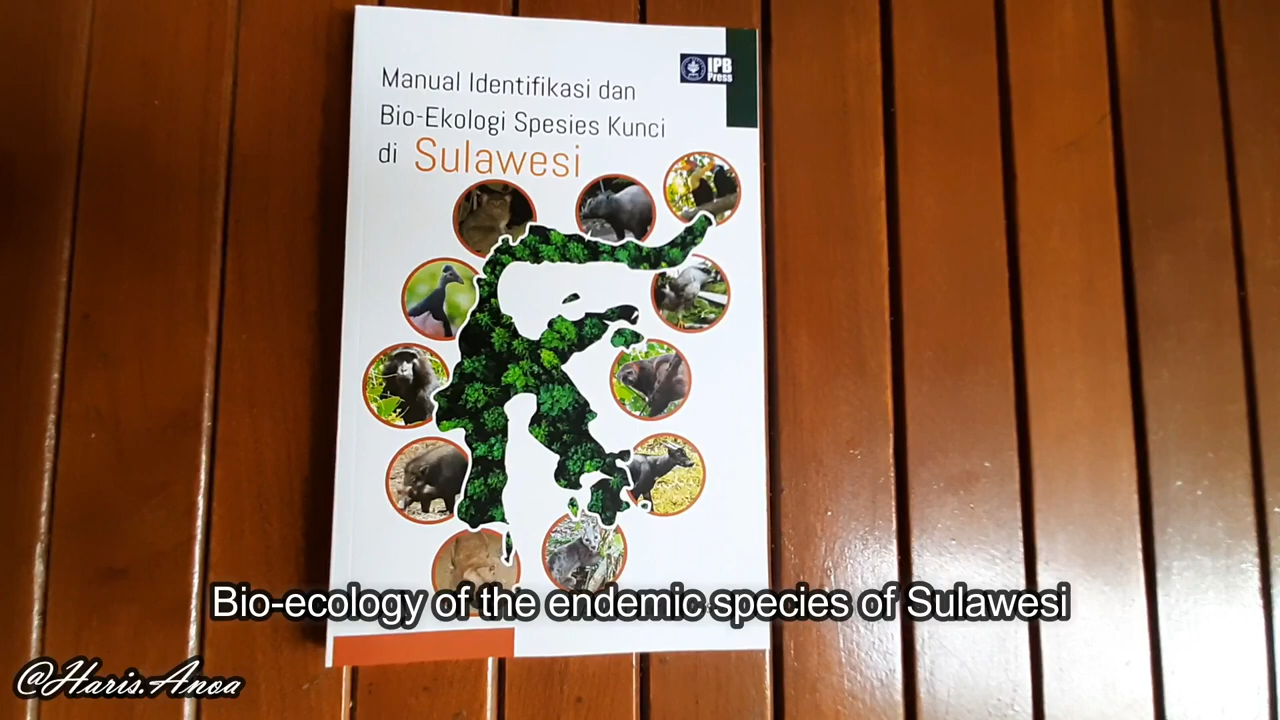 IPB
Press
Manual Identifikasi dan
Bio-Ekologi Spesies Kunci
di Sulawesi
Bio-ecology of the endemic species of Sulawesi
@Haris.Anoa